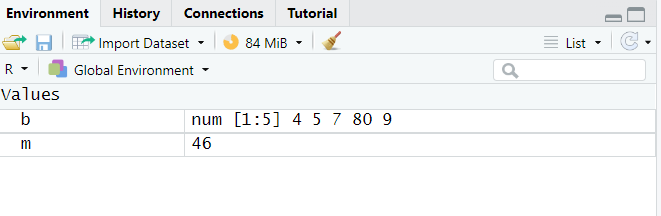 Environment History Connections Tutorial
Import Dataset 84 MiB List
R Global Environment
Values
b num [1:5] 4 5 7 80 9
m 46